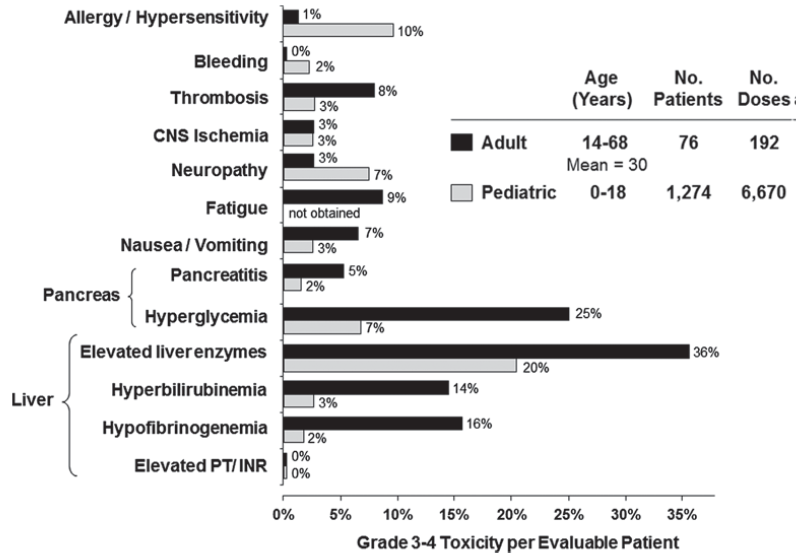 Allergy / Hypersensitivity
1%
10%
Bleeding
0%
2%
Thrombosis
8%
3%
CNS Ischemia
3%
3%
Neuropathy
3%
7%
Fatigue
9%
not obtained
Nausea / Vomiting
7%
3%
Pancreas
Pancreatitis
5%
2%
Hyperglycemia
25%
7%
Liver
Elevated liver enzymes
36%
20%
Hyperbilirubinemia
14%
3%
Hypofibrinogenemia
16%
2%
Elevated PT/INR
0%
0%
0% 5% 10% 15% 20% 25% 30% 35%
Grade 3-4 Toxicity per Evaluable Patient
Age No. No.
(Years) Patients Doses
Adult 14-68 76 192
Mean = 30
Pediatric 0-18 1,274 6,670